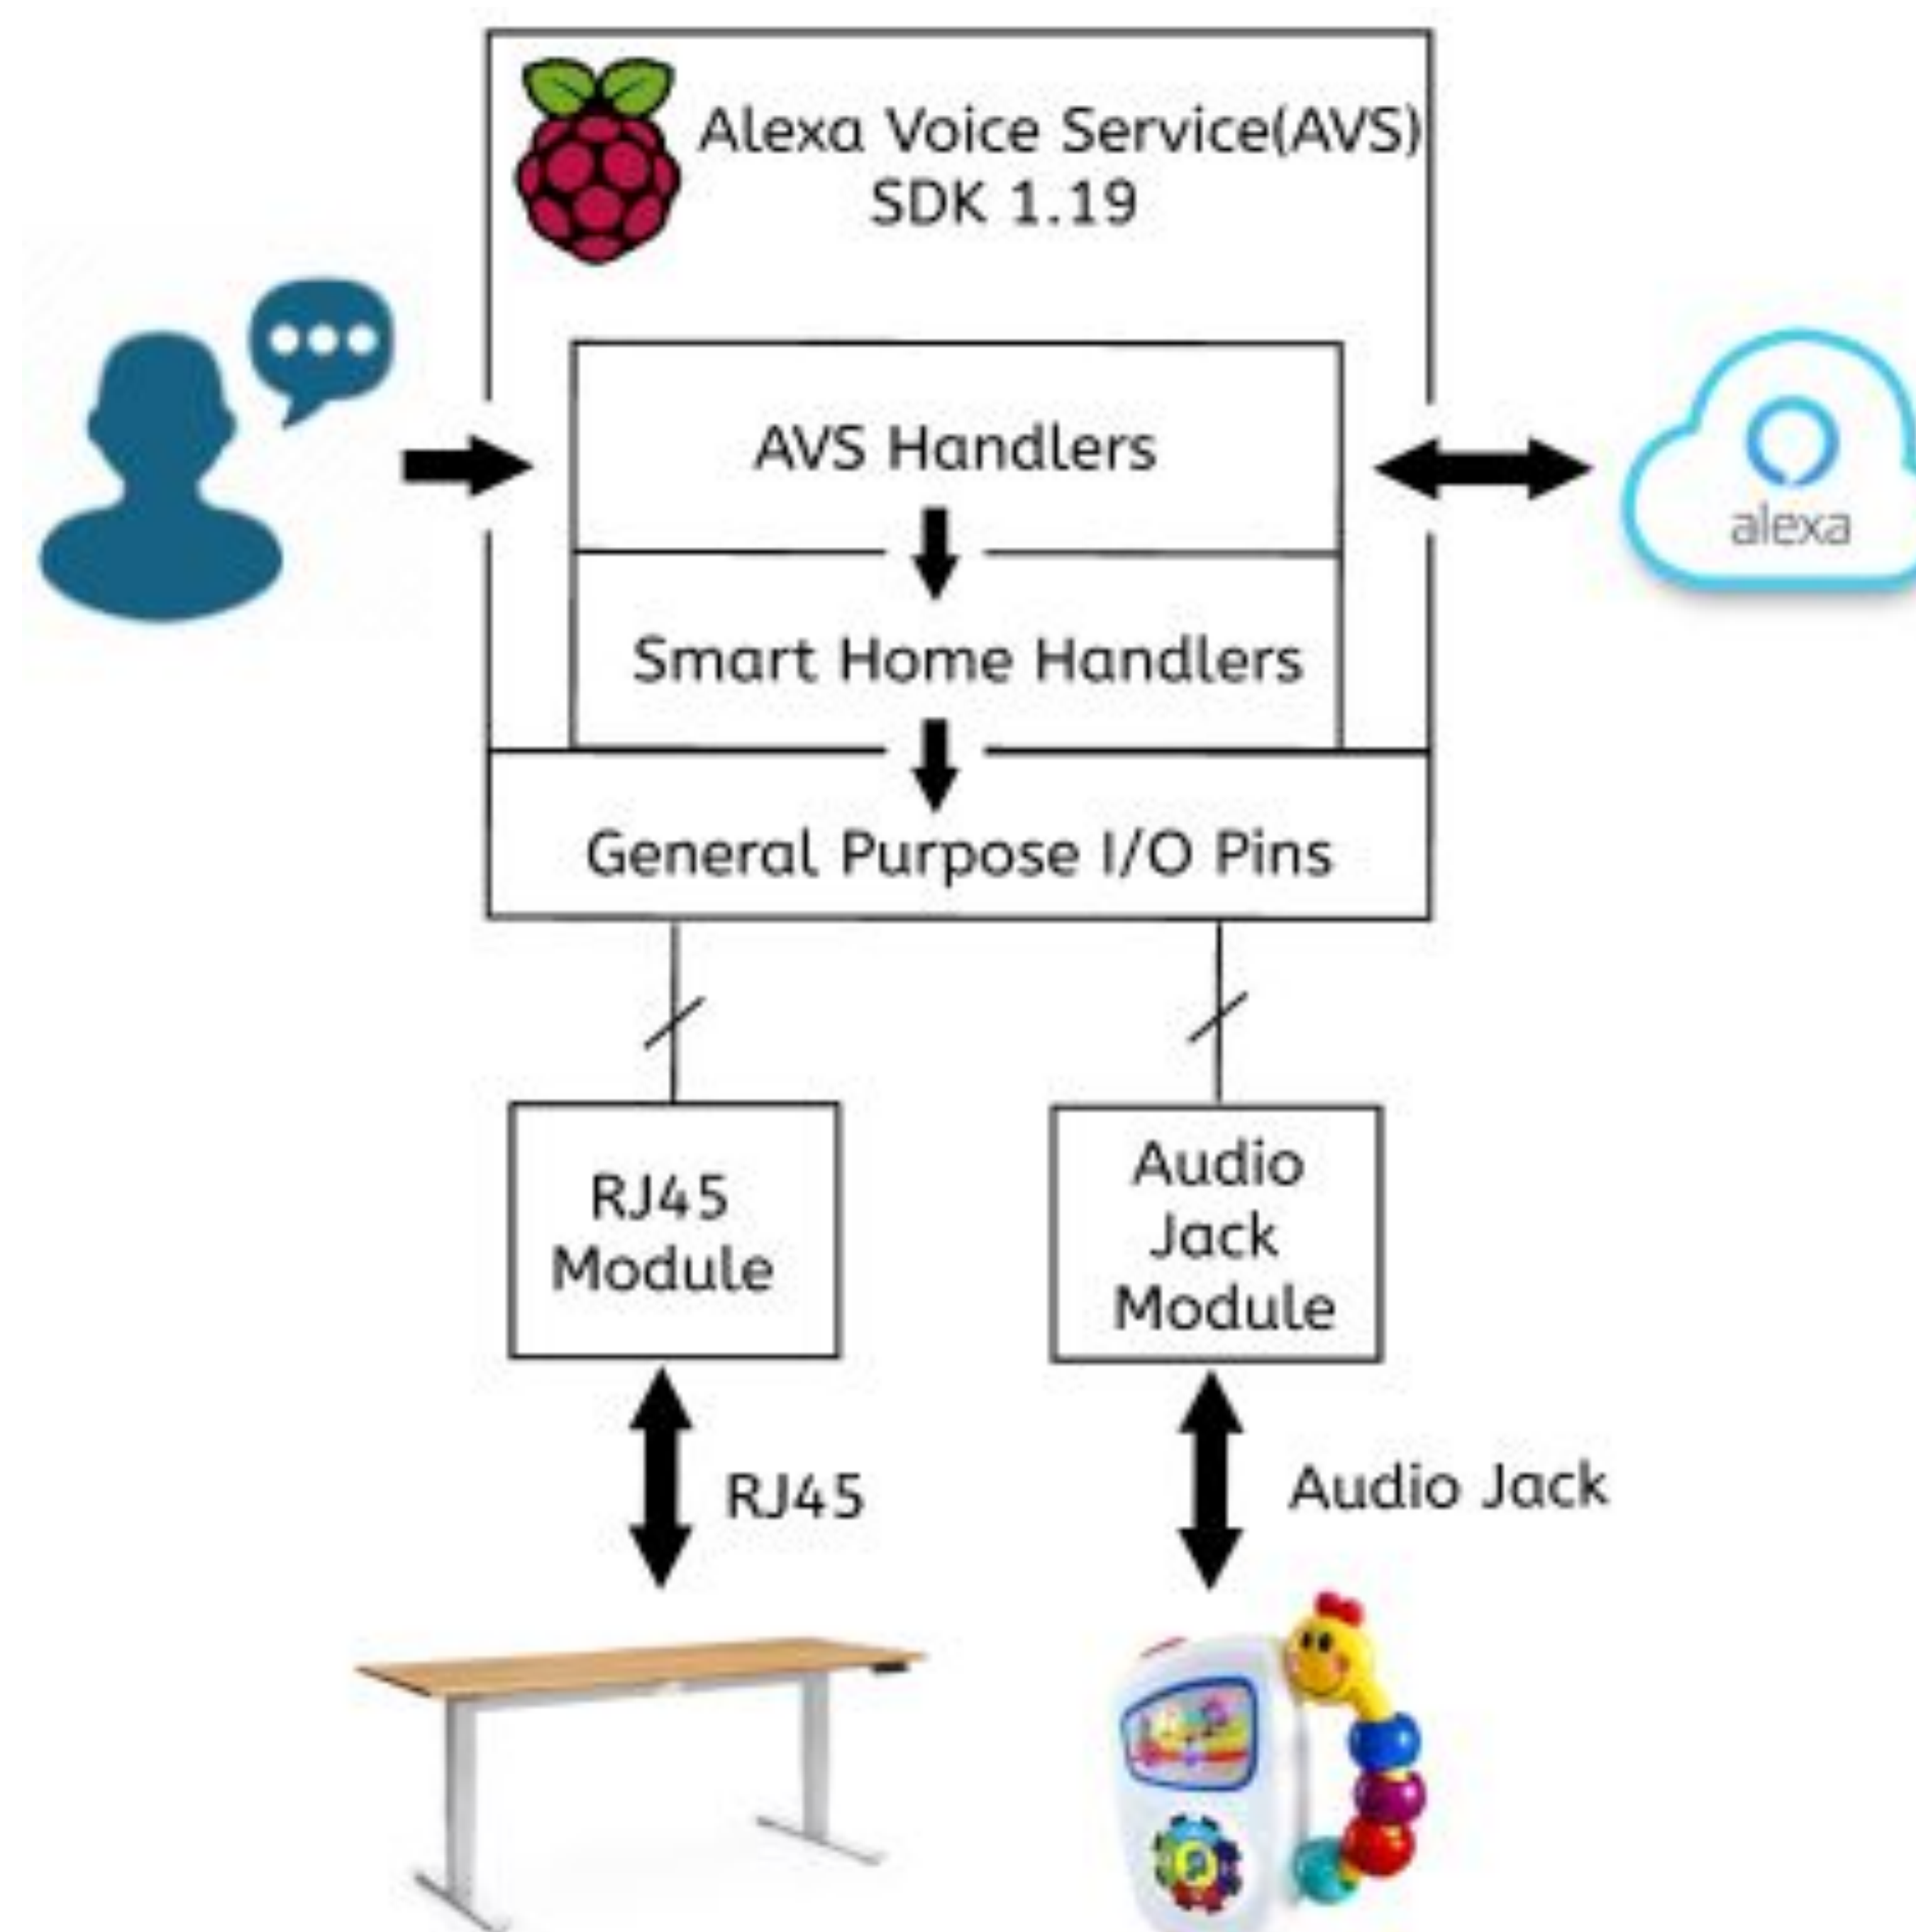 Alexa Voice Service(AVS)
SDK 1.19
AVS Handlers
alexa
Smart Home Handlers
General Purpose I/O Pins
RJ45
Module
Audio
Jack
Module
RJ45
Audio Jack